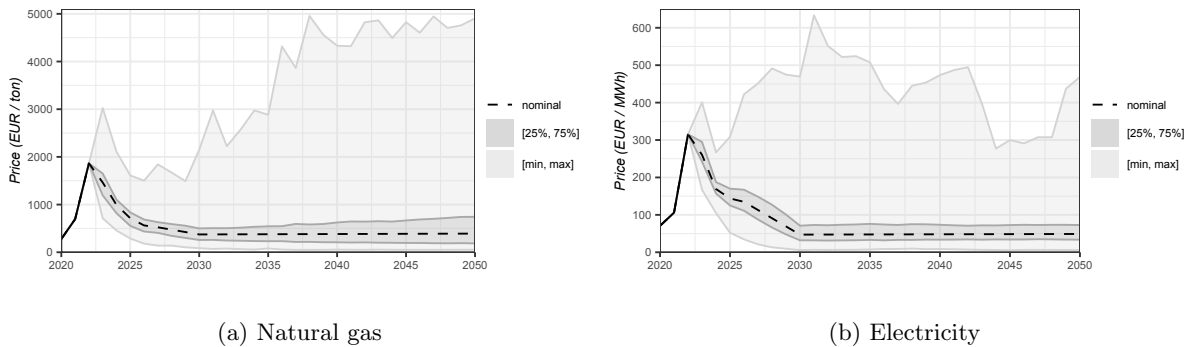 Price (EUR / ton)
5000
4000
3000
2000
1000
0
2020 2025 2030 2035 2040 2045 2050
nominal
[25%, 75%]
[min, max]
(a) Natural gas
Price (EUR / MWh)
600
500
400
300
200
100
0
2020 2025 2030 2035 2040 2045 2050
nominal
[25%, 75%]
[min, max]
(b) Electricity